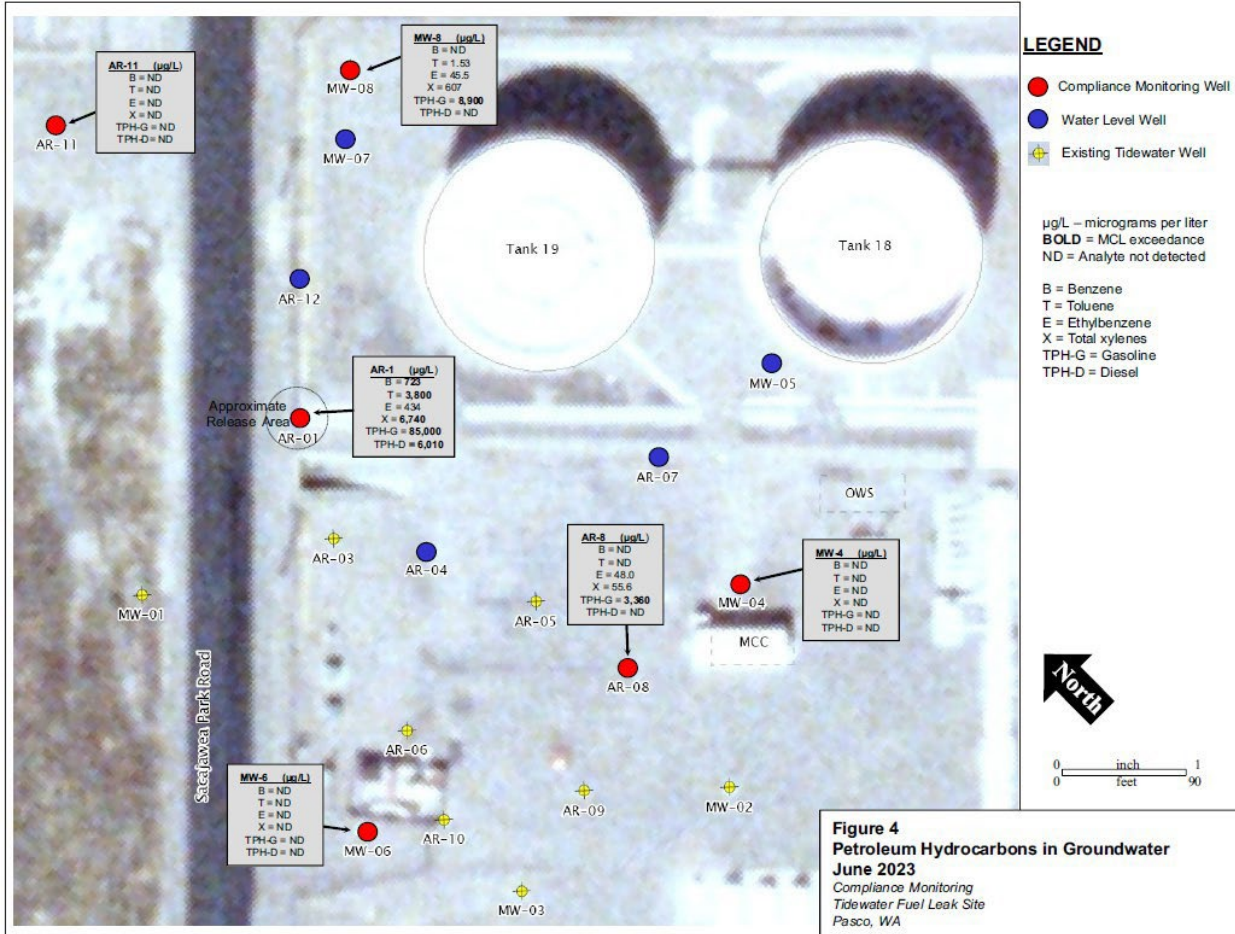 AR-11 (µg/L)
B = ND
T = ND
E = ND
X = ND
TPH-G = ND
TPH-D = ND
AR-11
MW-8 (µg/L)
B = ND
T = 1.53
E = 45.5
X = 607
TPH-G = 8,900
TPH-D = ND
MW-08
MW-07
Tank 19
Tank 18
AR-12
MW-05
AR-1 (µg/L)
B = 723
T = 3,800
E = 434
X = 6,740
TPH-G = 85,000
TPH-D = 6,010
Approximate
Release Area
AR-01
AR-07
OWS
AR-03
AR-04
MW-01
AR-05
AR-8 (µg/L)
B = ND
T = ND
E = 48.0
X = 55.6
TPH-G = 3,360
TPH-D = ND
AR-08
MW-4 (µg/L)
B = ND
T = ND
E = ND
X = ND
TPH-G = ND
TPH-D = ND
MW-04
MCC
Sacajawea Park Road
AR-06
MW-6 (µg/L)
B = ND
T = ND
E = ND
X = ND
TPH-G = ND
TPH-D = ND
MW-06
AR-10
AR-09
MW-02
MW-03
LEGEND
Compliance Monitoring Well
Water Level Well
Existing Tidewater Well
µg/L – micrograms per liter
BOLD = MCL exceedance
ND = Analyte not detected
B = Benzene
T = Toluene
E = Ethylbenzene
X = Total xylenes
TPH-G = Gasoline
TPH-D = Diesel
North
0 inch 1
0 feet 90
Figure 4
Petroleum Hydrocarbons in Groundwater
June 2023
Compliance Monitoring
Tidewater Fuel Leak Site
Pasco, WA